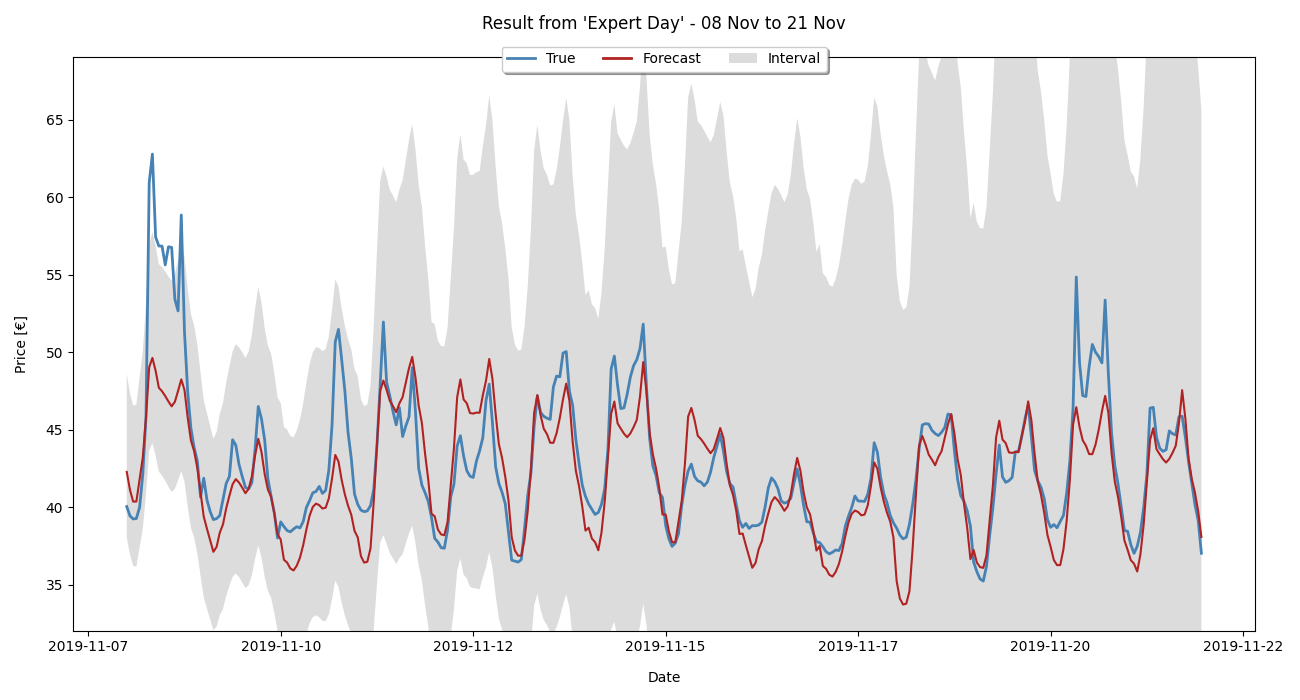 Result from 'Expert Day' - 08 Nov to 21 Nov
True Forecast Interval
65
60
55
50
45
40
35
Price [€]
2019-11-07 2019-11-10 2019-11-12 2019-11-15 2019-11-17 2019-11-20 2019-11-22
Date